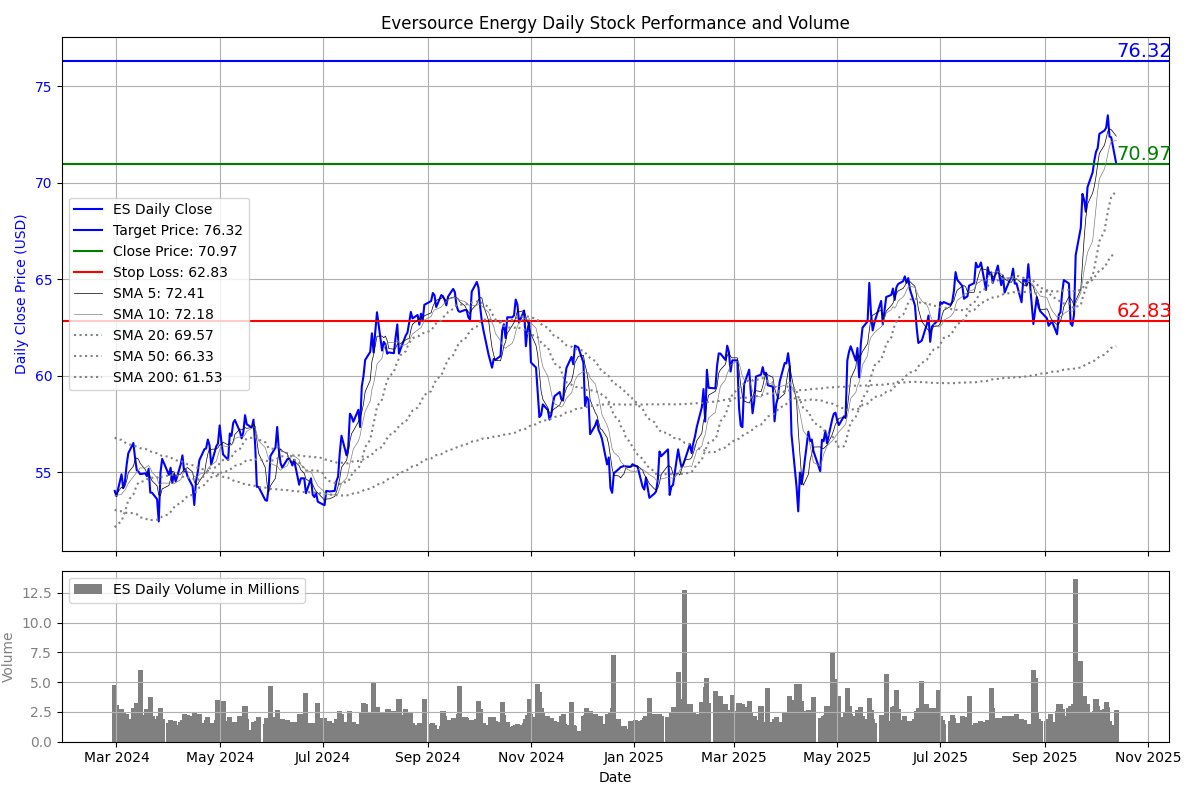 Eversource Energy Daily Stock Performance and Volume
76.32
75
70.97
70
ES Daily Close
Target Price: 76.32
Close Price: 70.97
Stop Loss: 62.83
SMA 5: 72.41
SMA 10: 72.18
SMA 20: 69.57
SMA 50: 66.33
SMA 200: 61.53
Daily Close Price (USD)
65
62.83
60
55
ES Daily Volume in Millions
12.5
10.0
7.5
5.0
2.5
0.0
Volume
Mar 2024 May 2024 Jul 2024 Sep 2024 Nov 2024 Jan 2025 Mar 2025 May 2025 Jul 2025 Sep 2025 Nov 2025
Date